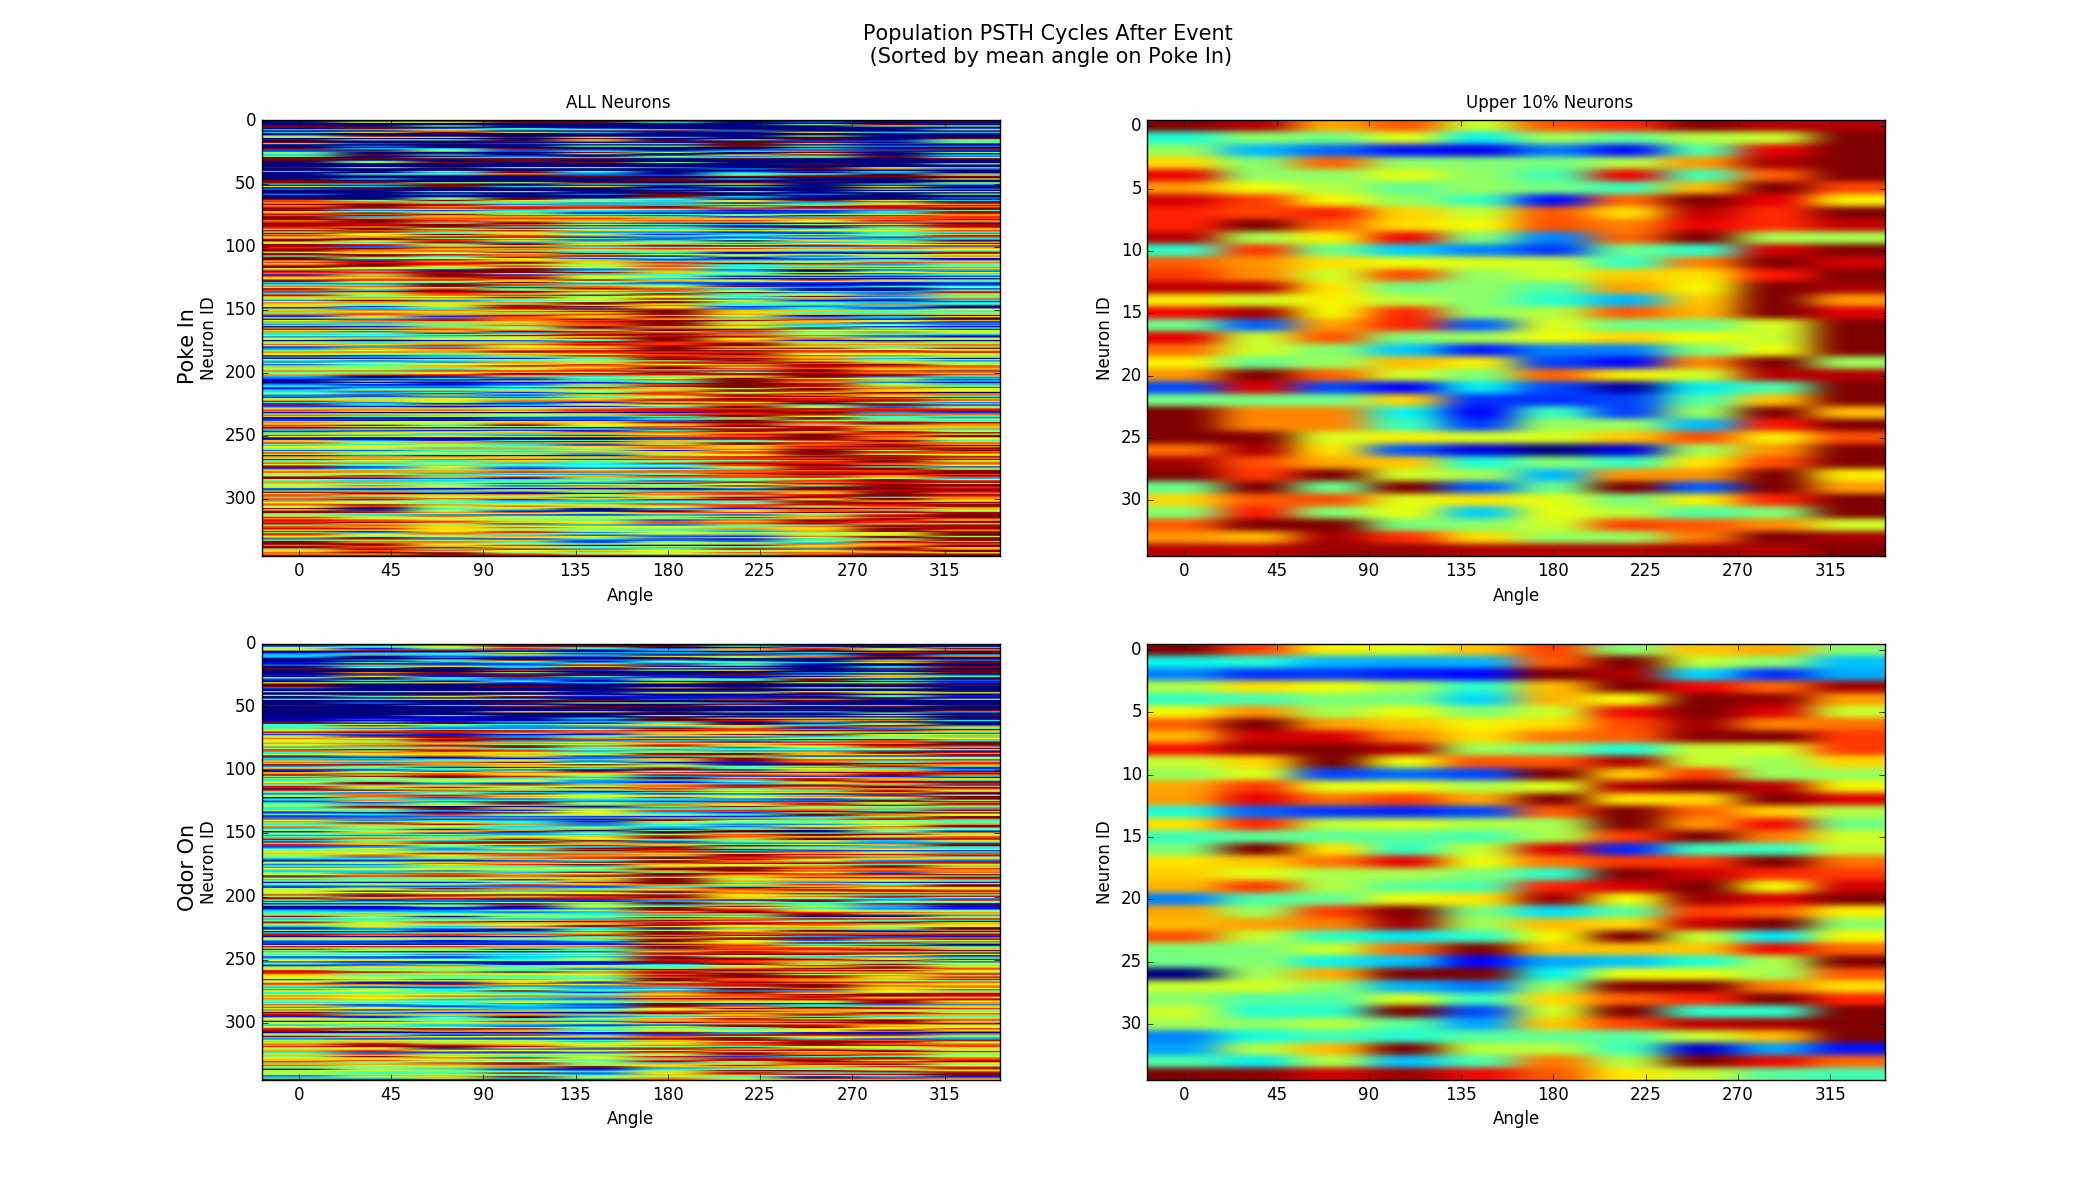 Population PSTH Cycles After Event
(Sorted by mean angle on Poke In)
ALL Neurons
Upper 10% Neurons
Poke In
Neuron ID
0
50
100
150
200
250
300
0 45 90 135 180 225 270 315
Angle
Neuron ID
0
5
10
15
20
25
30
0 45 90 135 180 225 270 315
Angle
Odor On
Neuron ID
0
50
100
150
200
250
300
0 45 90 135 180 225 270 315
Angle
Neuron ID
0
5
10
15
20
25
30
0 45 90 135 180 225 270 315
Angle